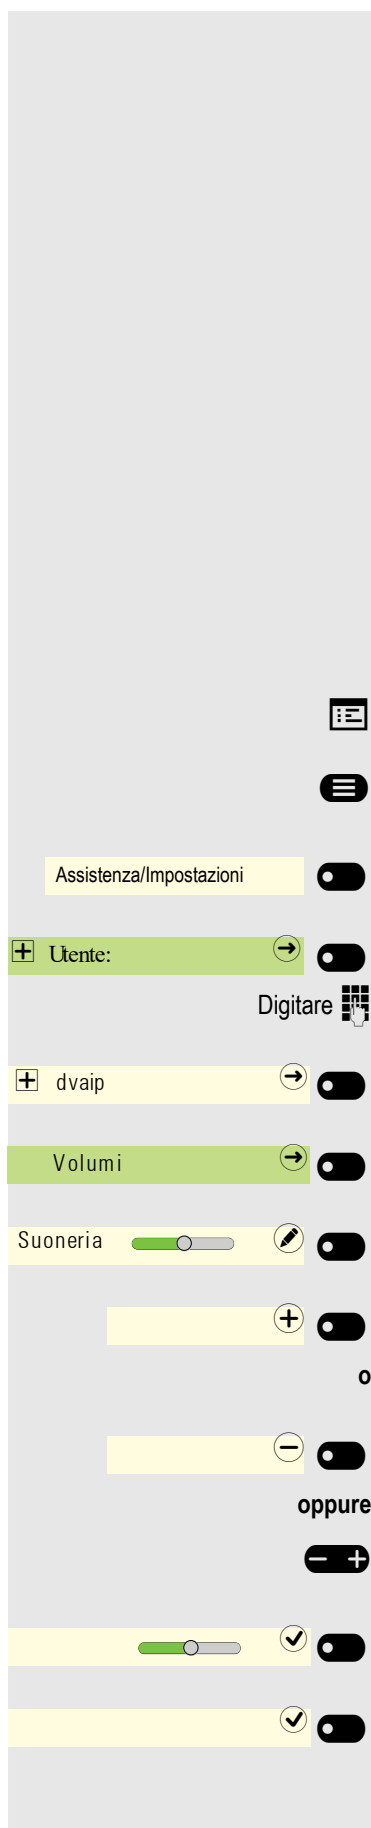 Assistenza/Impostazioni
Utente:
Digitare
dvaip
Volumi
Suoneria
o
oppure